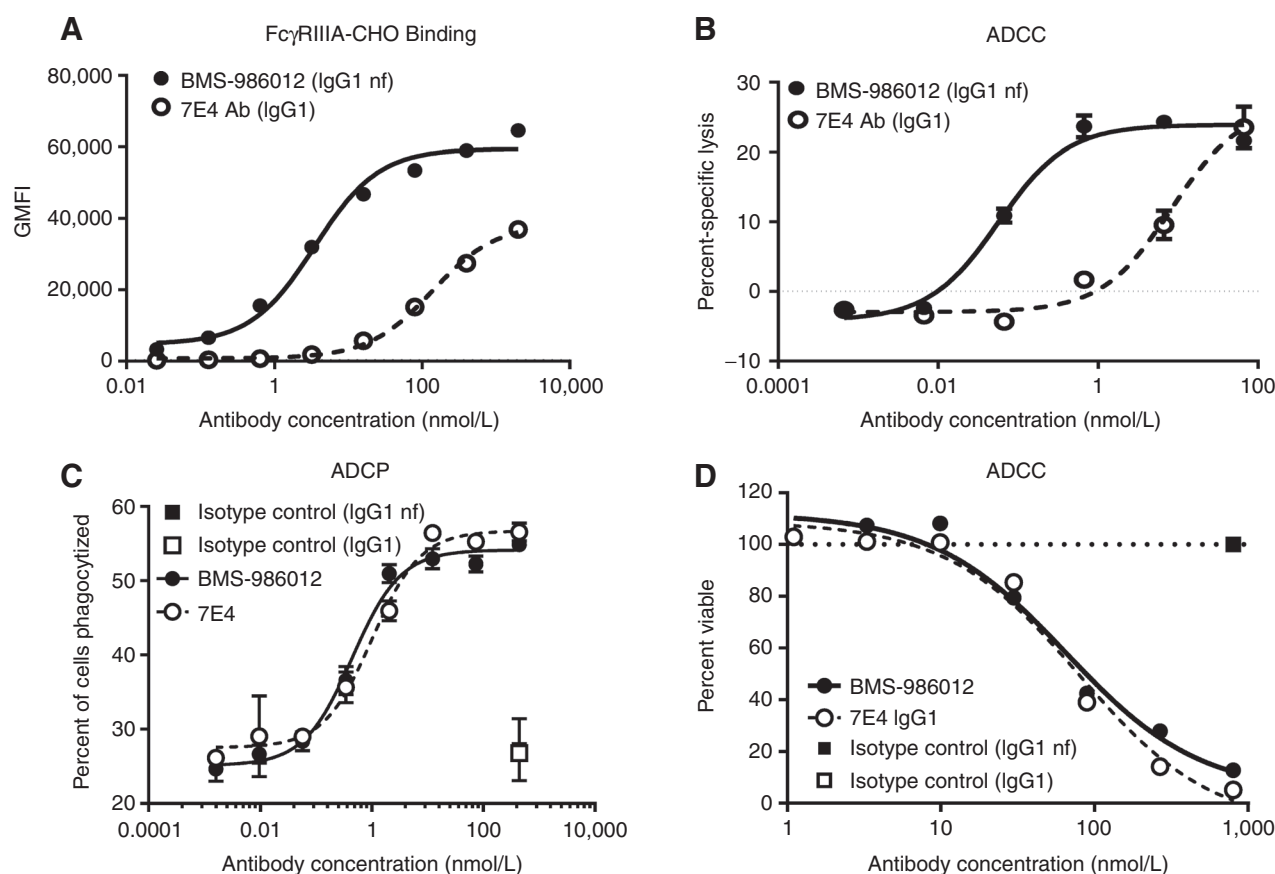 A
FcγRIIIA-CHO Binding
80,000
60,000
40,000
20,000
0
GMFI
BMS-986012 (IgG1 nf)
7E4 Ab (IgG1)
0.01
1
100
10,000
Antibody concentration (nmol/L)
B
ADCC
30
20
10
0
−10
Percent-specific lysis
BMS-986012 (IgG1 nf)
7E4 Ab (IgG1)
0.0001
0.01
1
100
Antibody concentration (nmol/L)
C
ADCP
60
50
40
30
20
Percent of cells phagocytized
Isotype control (IgG1 nf)
Isotype control (IgG1)
BMS-986012
7E4
0.0001
0.01
1
100
10,000
Antibody concentration (nmol/L)
D
ADCC
120
100
80
60
40
20
0
Percent viable
BMS-986012
7E4 IgG1
Isotype control (IgG1 nf)
Isotype control (IgG1)
1
10
100
1,000
Antibody concentration (nmol/L)